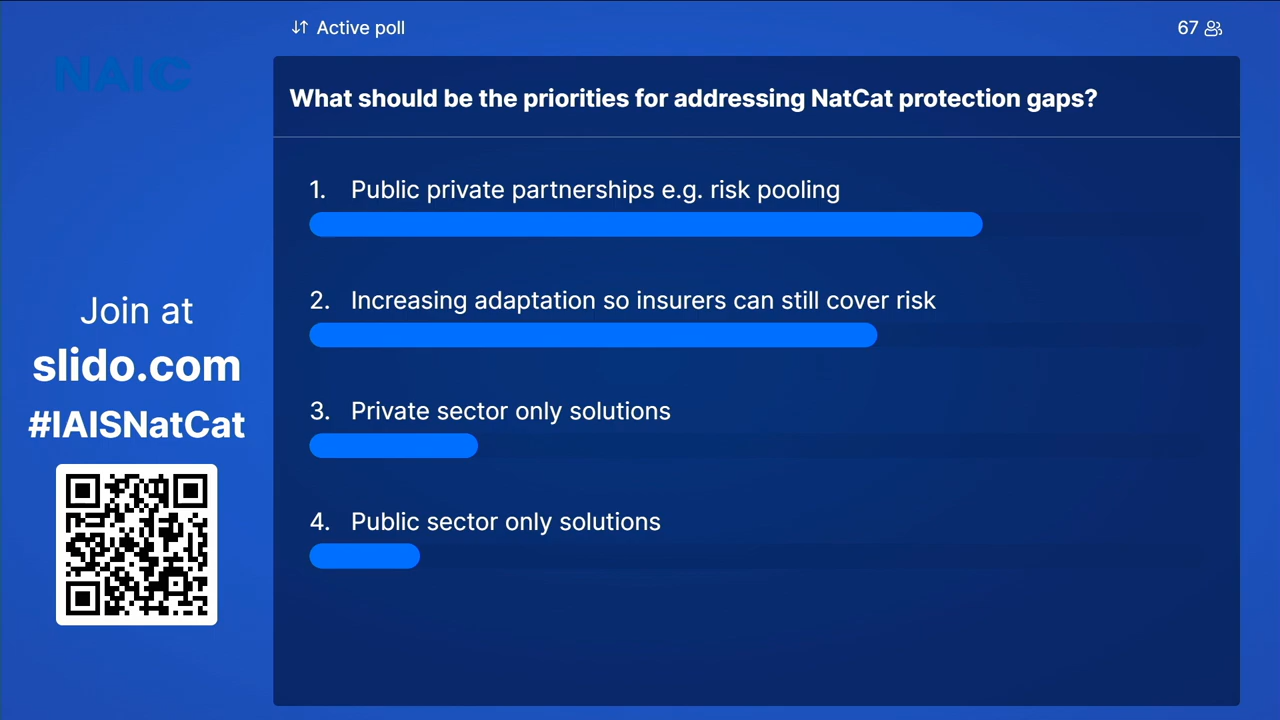 Active poll
67
NAIC
What should be the priorities for addressing NatCat protection gaps?
1. Public private partnerships e.g. risk pooling
2. Increasing adaptation so insurers can still cover risk
3. Private sector only solutions
4. Public sector only solutions
Join at
slido.com
#IAISNatCat